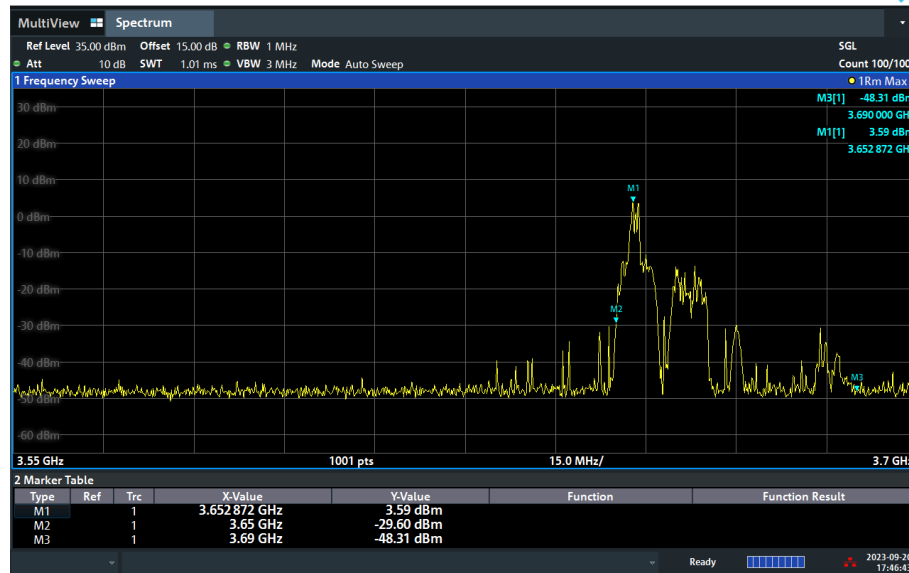 MultiView Spectrum
Ref Level 35.00 dBm Offset 15.00 dB RBW 1 MHz SGL
Att 10 dB SWT 1.01 ms VBW 3 MHz Mode Auto Sweep Count 100/100
1 Frequency Sweep 1Rm Max
M3[1] -48.31 dBm
3.690 000 GH
M1[1] 3.59 dBm
3.652 872 GH
30 dBm
20 dBm
10 dBm
M1
0 dBm
-10 dBm
-20 dBm
M2
-30 dBm
-40 dBm
M3
-50 dBm
-60 dBm
3.55 GHz 1001 pts 15.0 MHz/ 3.7 GHz
2 Marker Table
Type Ref Trc X-Value Y-Value Function Function Result
M1 1 3.652 872 GHz 3.59 dBm
M2 1 3.65 GHz -29.60 dBm
M3 1 3.69 GHz -48.31 dBm
Ready 2023-09-20
17:46:43